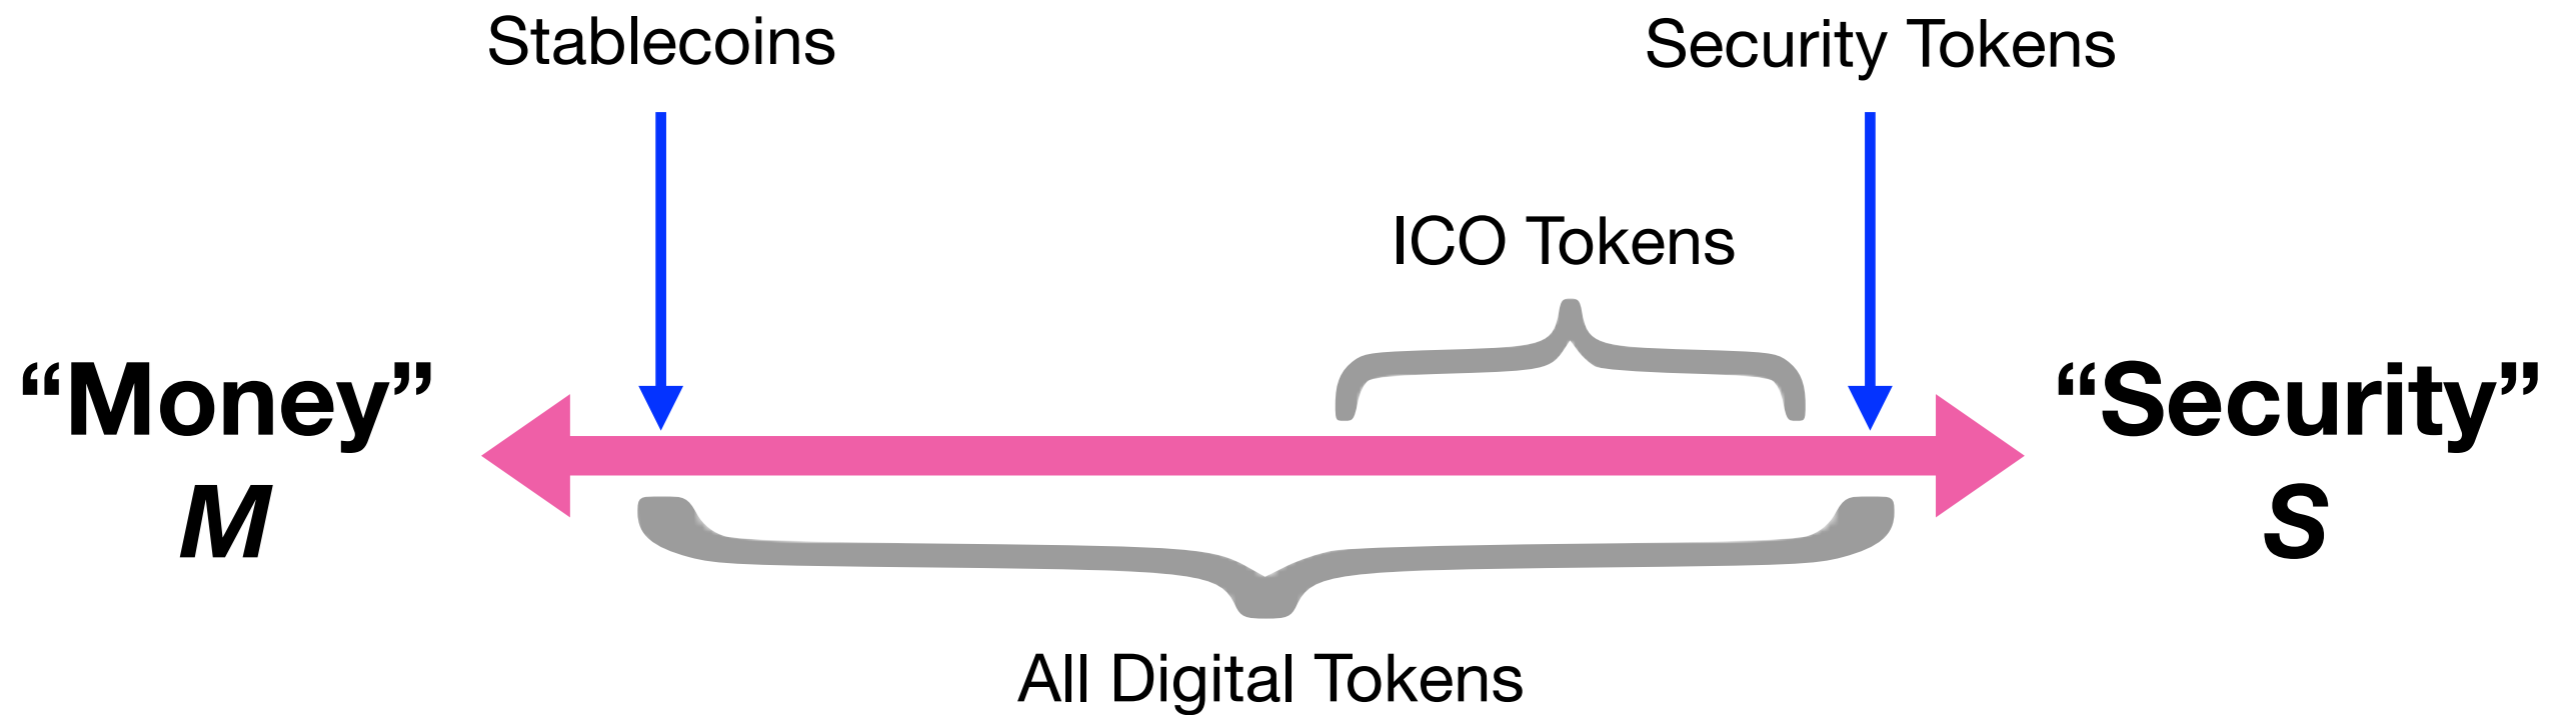 Stablecoins
Security Tokens
ICO Tokens
“Money”
M
“Security”
S
All Digital Tokens